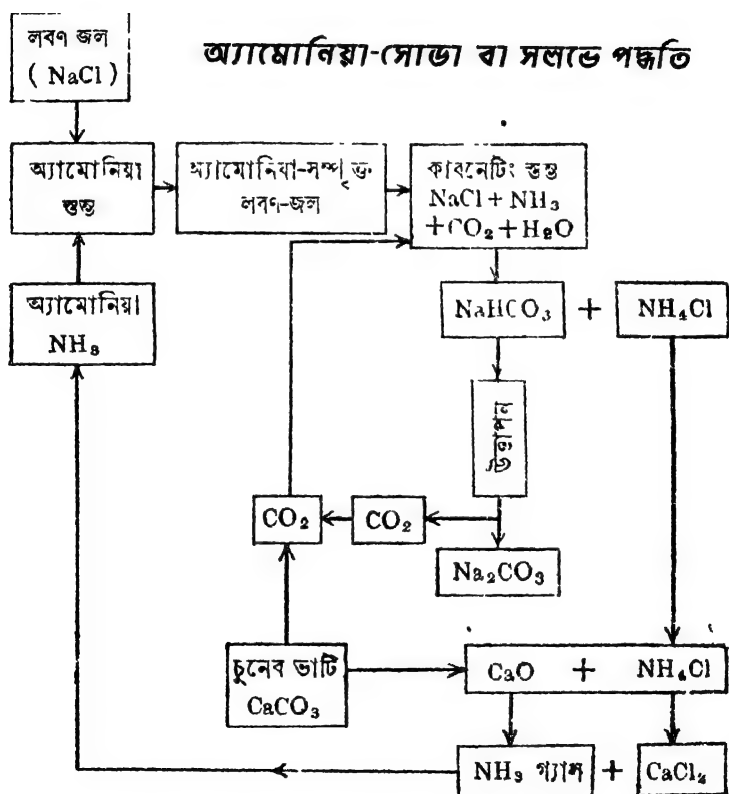 লবণ জল
( NaCl )
অ্যামোনিয়া-সোডা বা সলভে পদ্ধতি
অ্যামোনিয়া
স্তম্ভ
অ্যামোনিয়া-সম্পৃক্ত
লবণ-জল
কারনেটিং স্তম্ভ
NaCl + NH₃
+CO₂ + H₂O
অ্যামোনিয়া
NH₃
NaHCO₃ + NH₄Cl
উত্তাপন
CO₂
CO₂
Na₂CO₃
চুনের ভাটি
CaCO₃
CaO + NH₄Cl
NH₃ গ্যাস + CaCl₂